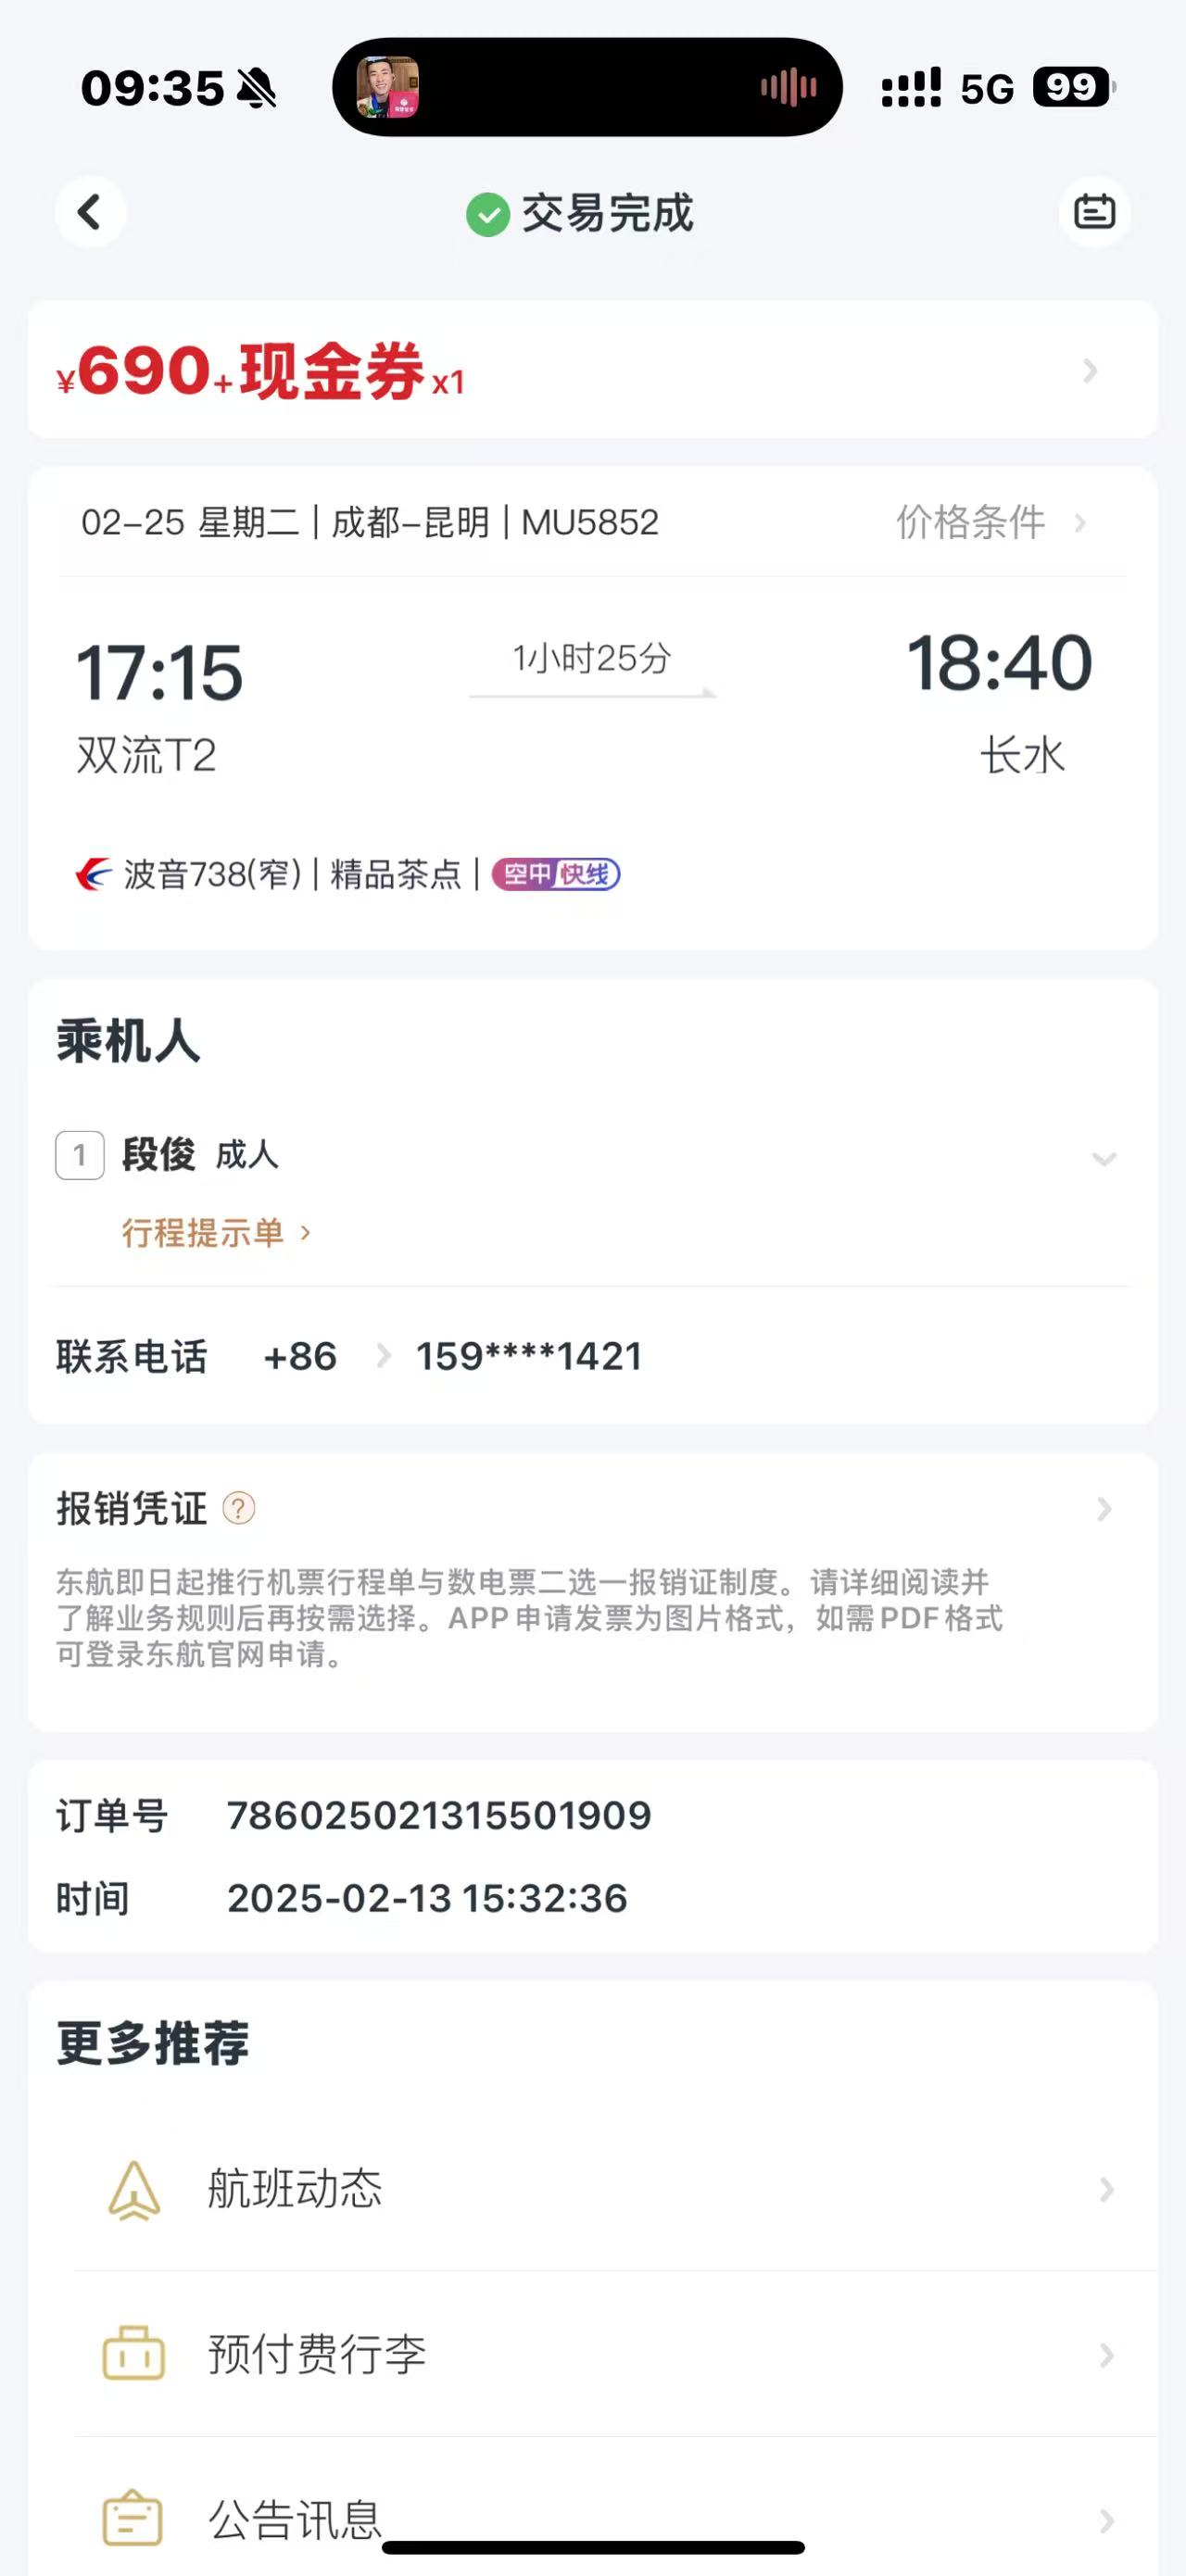 09:35
5G 99
交易完成
¥690+现金券x1
02-25 星期二 | 成都-昆明 | MU5852 价格条件
17:15 1小时25分 18:40
双流T2 长水
波音738(窄) | 精品茶点 | 空中快线
乘机人
1 段俊 成人
行程提示单
联系电话 +86 159****1421
报销凭证 ?
东航即日起推行机票行程单与数电票二选一报销证制度。请详细阅读并
了解业务规则后再按需选择。APP申请发票为图片格式，如需PDF格式
可登录东航官网申请。
订单号 786025021315501909
时间 2025-02-13 15:32:36
更多推荐
航班动态
预付费行李
公告讯息